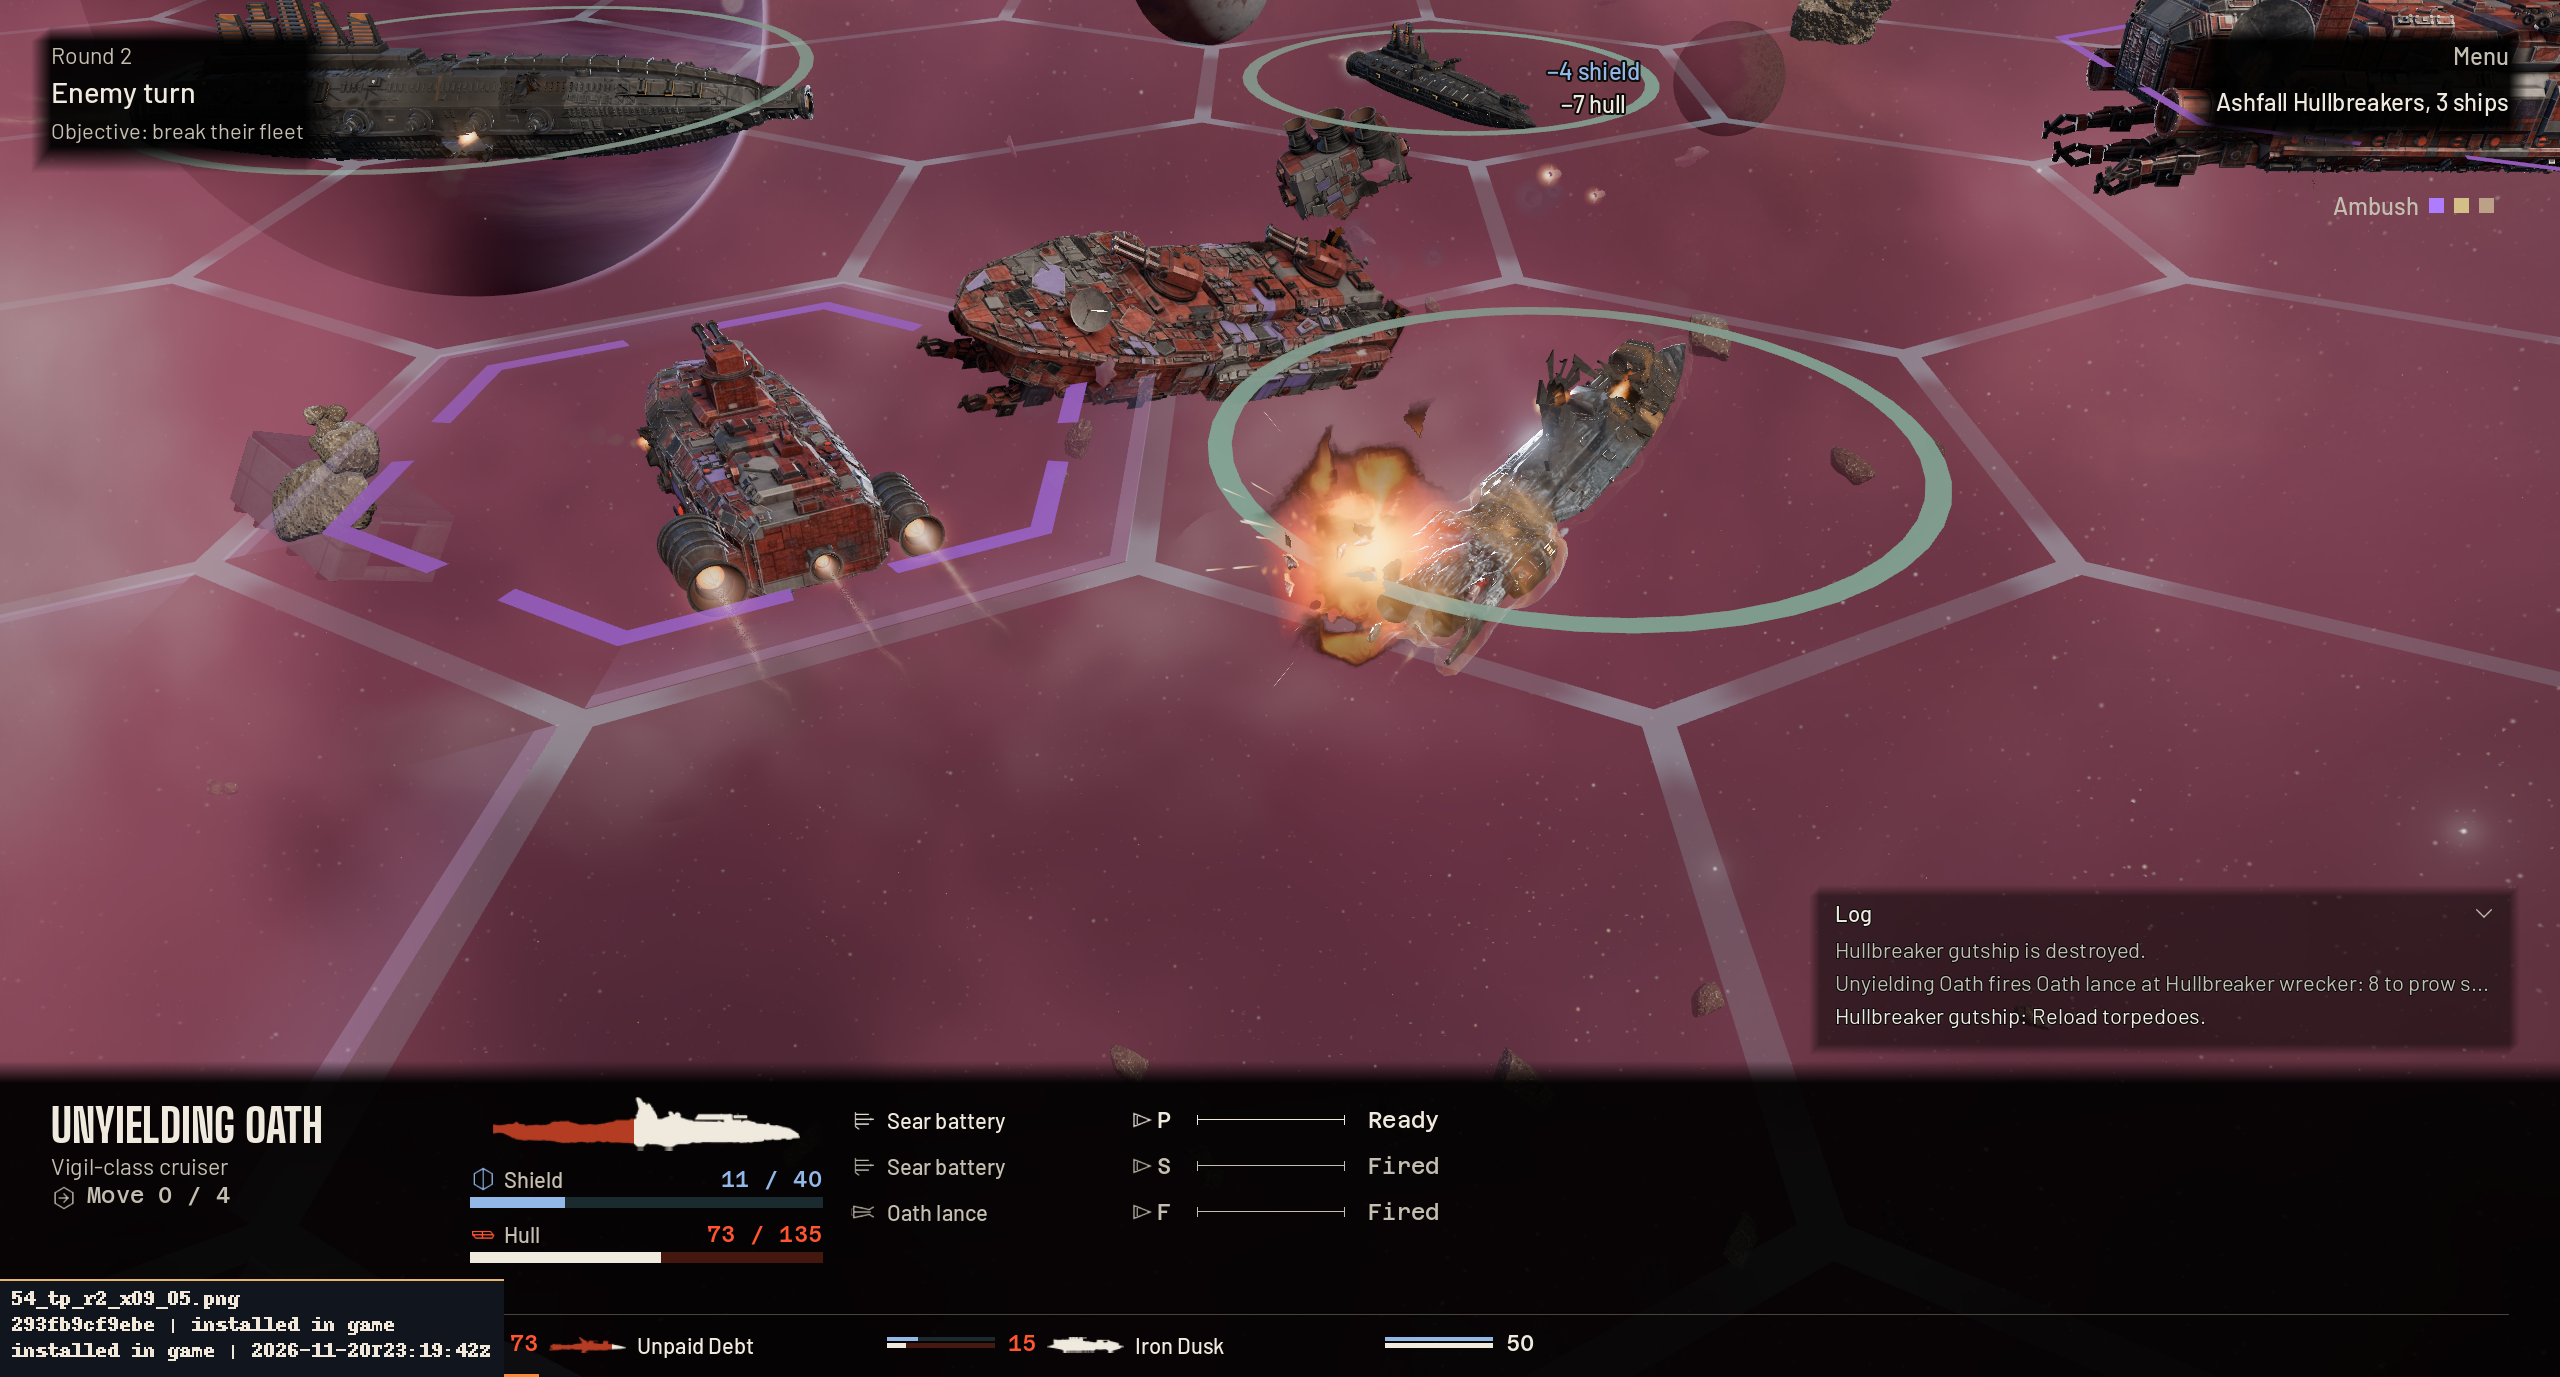 Round 2
Enemy turn
Objective: break their fleet
−4 shield
−7 hull
Menu
Ashfall Hullbreakers, 3 ships
Ambush
Log
Hullbreaker gutship is destroyed.
Unyielding Oath fires Oath lance at Hullbreaker wrecker: 8 to prow s...
Hullbreaker gutship: Reload torpedoes.
UNYIELDING OATH
Vigil-class cruiser
Move 0 / 4
Shield 11 / 40
Hull 73 / 135
Sear battery P Ready
Sear battery S Fired
Oath lance F Fired
54_tp_r2_x09_05.png
293fb9cf9ebe | installed in game
installed in game | 2026-11-20T23:19:42Z
73 Unpaid Debt 15 Iron Dusk 50